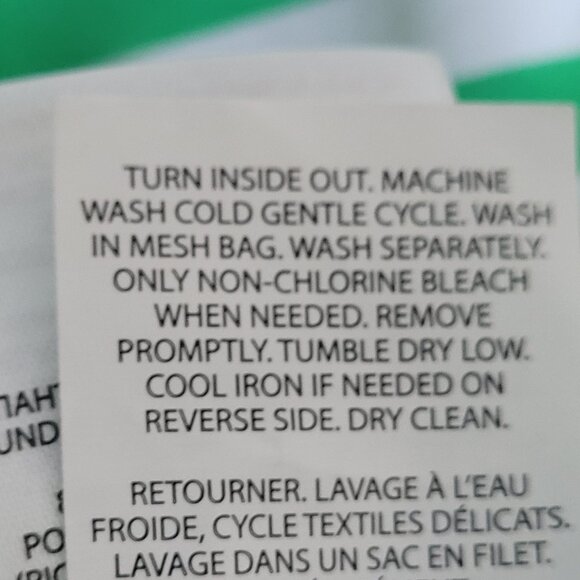 TURN INSIDE OUT. MACHINE
WASH COLD GENTLE CYCLE. WASH
IN MESH BAG. WASH SEPARATELY.
ONLY NON-CHLORINE BLEACH
WHEN NEEDED. REMOVE
PROMPTLY. TUMBLE DRY LOW.
COOL IRON IF NEEDED ON
REVERSE SIDE. DRY CLEAN.
RETOURNER. LAVAGE À L'EAU
FROIDE, CYCLE TEXTILES DÉLICATS.
LAVAGE DANS UN SAC EN FILET.
UND
PO